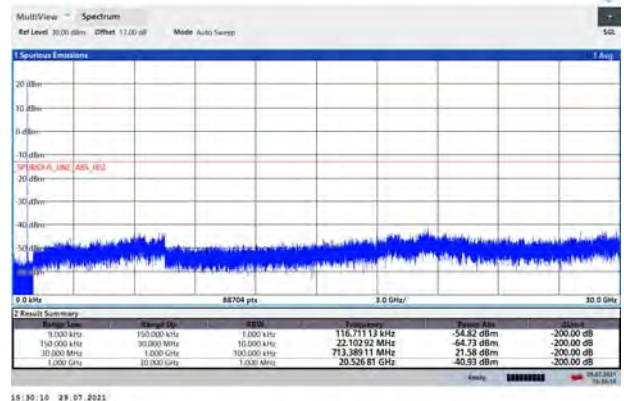 MultiView Spectrum
Ref Level 30.00 dBm Offset 17.00 dB Mode Auto Sweep SGL
1 Spurious Emissions 1 Avg
20 dBm
10 dBm
0 dBm
-10 dBm
SPURIOUS_LINE_ABS_002
-20 dBm
-30 dBm
-40 dBm
-50 dBm
9.0 kHz 68704 pts 3.0 GHz/ 30.0 GHz
2 Result Summary
Range Low Range Up RBW Frequency Power Abs ΔLimit
9.000 kHz 150.000 kHz 1.000 kHz 116.71113 kHz -54.82 dBm -200.00 dB
150.000 kHz 30.000 MHz 10.000 kHz 22.10292 MHz -64.73 dBm -200.00 dB
30.000 MHz 1.000 GHz 100.000 kHz 713.38911 MHz 21.58 dBm -200.00 dB
1.000 GHz 30.000 GHz 1.000 MHz 20.52681 GHz -40.93 dBm -200.00 dB
Ready 29.07.2021
15:30:10 29.07.2021